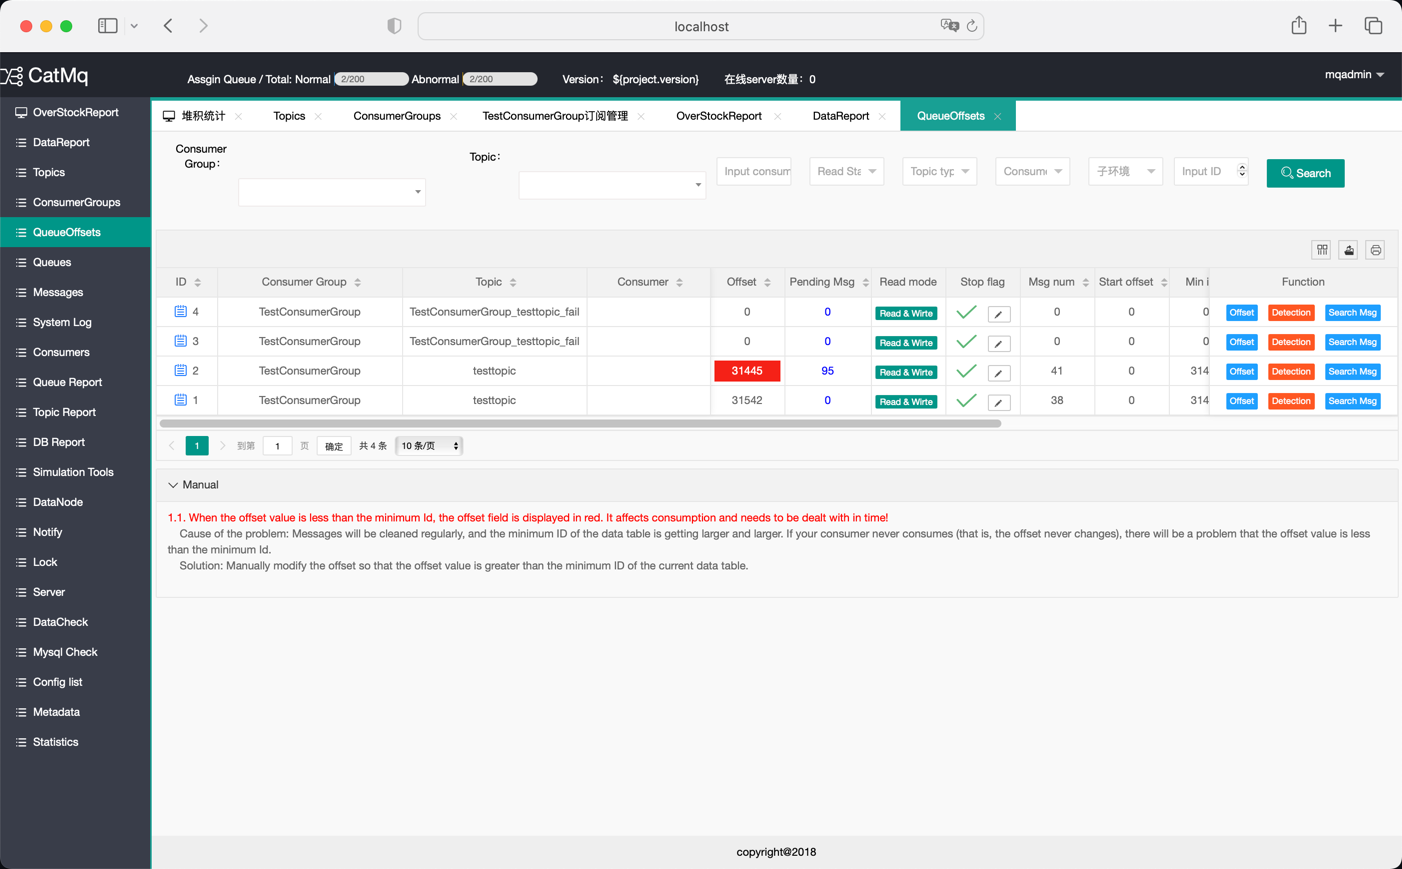 localhost
CatMq
Assgin Queue / Total: Normal 2/200 Abnormal 2/200 Version： ${project.version} 在线server数量：0
mqadmin
OverStockReport
DataReport
Topics
ConsumerGroups
QueueOffsets
Queues
Messages
System Log
Consumers
Queue Report
Topic Report
DB Report
Simulation Tools
DataNode
Notify
Lock
Server
DataCheck
Mysql Check
Config list
Metadata
Statistics
堆积统计 Topics ConsumerGroups TestConsumerGroup订阅管理 OverStockReport DataReport QueueOffsets
Consumer
Group：
Topic：
Input consum Read Sta Topic typ Consume 子环境 Input ID Search
ID Consumer Group Topic Consumer Offset Pending Msg Read mode Stop flag Msg num Start offset Min i Function
4 TestConsumerGroup TestConsumerGroup_testtopic_fail 0 0 Read & Wirte 0 0 0 Offset Detection Search Msg
3 TestConsumerGroup TestConsumerGroup_testtopic_fail 0 0 Read & Wirte 0 0 0 Offset Detection Search Msg
2 TestConsumerGroup testtopic 31445 95 Read & Wirte 41 0 314 Offset Detection Search Msg
1 TestConsumerGroup testtopic 31542 0 Read & Wirte 38 0 314 Offset Detection Search Msg
1 到第 1 页 确定 共 4 条 10 条/页
Manual
1.1. When the offset value is less than the minimum Id, the offset field is displayed in red. It affects consumption and needs to be dealt with in time!
Cause of the problem: Messages will be cleaned regularly, and the minimum ID of the data table is getting larger and larger. If your consumer never consumes (that is, the offset never changes), there will be a problem that the offset value is less
than the minimum Id.
Solution: Manually modify the offset so that the offset value is greater than the minimum ID of the current data table.
copyright@2018